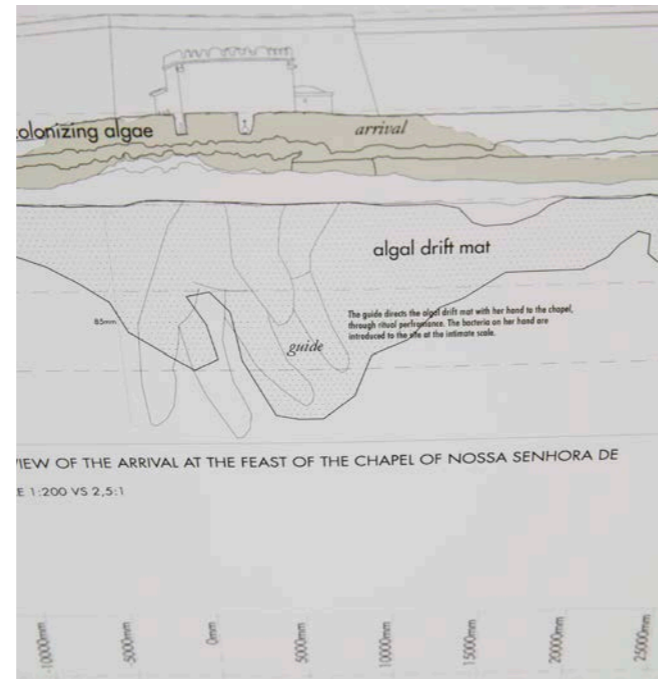 colonizing algae
arrival
algal drift mat
85mm
The guide directs the algal drift mat with her hand to the chapel,
through ritual perfromance. The bacteria on her hand are
introduced to the site at the intimate scale.
guide
VIEW OF THE ARRIVAL AT THE FEAST OF THE CHAPEL OF NOSSA SENHORA DE
E 1:200 VS 2,5:1
-10000mm
-5000mm
0mm
5000mm
10000mm
15000mm
20000mm
25000mm